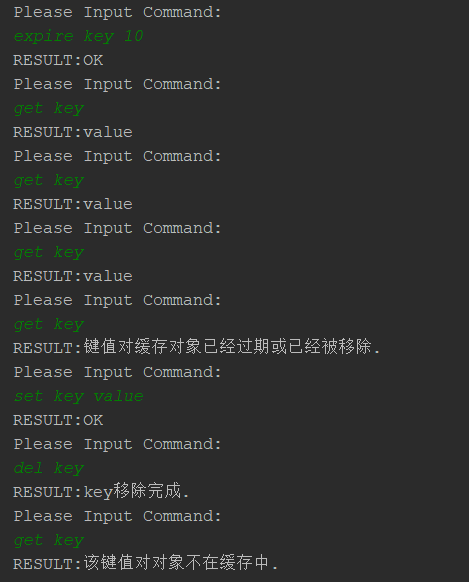 Please Input Command:
expire key 10
RESULT:OK
Please Input Command:
get key
RESULT:value
Please Input Command:
get key
RESULT:value
Please Input Command:
get key
RESULT:value
Please Input Command:
get key
RESULT:键值对缓存对象已经过期或已经被移除.
Please Input Command:
set key value
RESULT:OK
Please Input Command:
del key
RESULT:key移除完成.
Please Input Command:
get key
RESULT:该键值对对象不在缓存中.